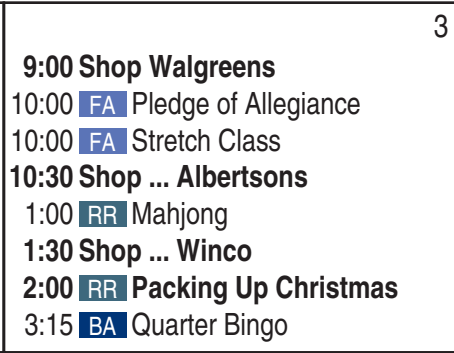 3
9:00 Shop Walgreens
10:00 FA Pledge of Allegiance
10:00 FA Stretch Class
10:30 Shop ... Albertsons
1:00 RR Mahjong
1:30 Shop ... Winco
2:00 RR Packing Up Christmas
3:15 BA Quarter Bingo